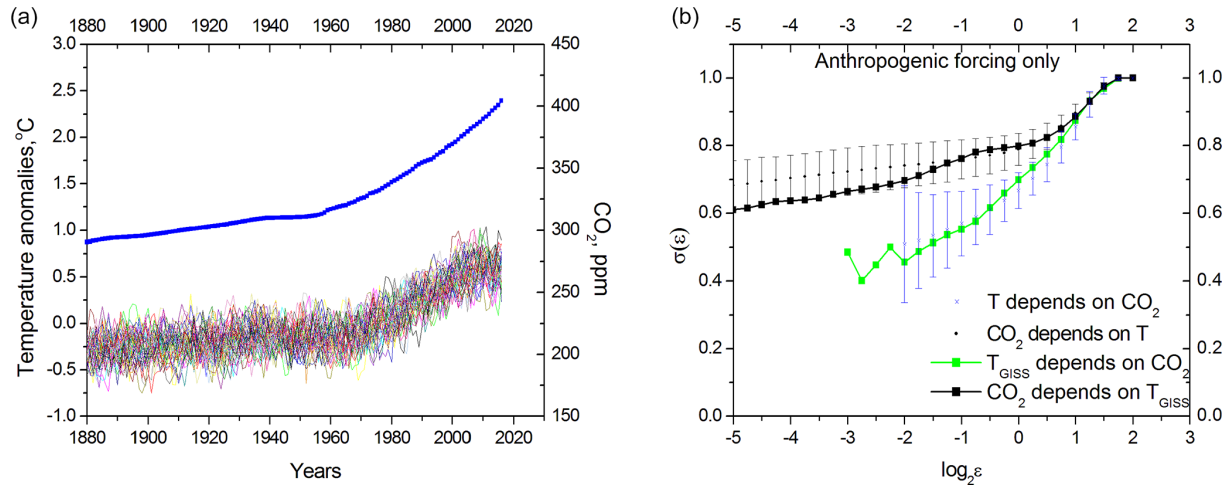 (a)
1880 1900 1920 1940 1960 1980 2000 2020
3.0
2.5
2.0
1.5
1.0
0.5
0.0
-0.5
-1.0
Temperature anomalies,°C
450
400
350
300
250
200
150
CO₂, ppm
1880 1900 1920 1940 1960 1980 2000 2020
Years
(b)
-5 -4 -3 -2 -1 0 1 2 3
Anthropogenic forcing only
1.0
0.8
0.6
0.4
0.2
0.0
σ(ε)
1.0
0.8
0.6
0.4
0.2
0.0
T depends on CO₂
CO₂ depends on T
T_GISS depends on CO₂
CO₂ depends on T_GISS
-5 -4 -3 -2 -1 0 1 2 3
log₂ε